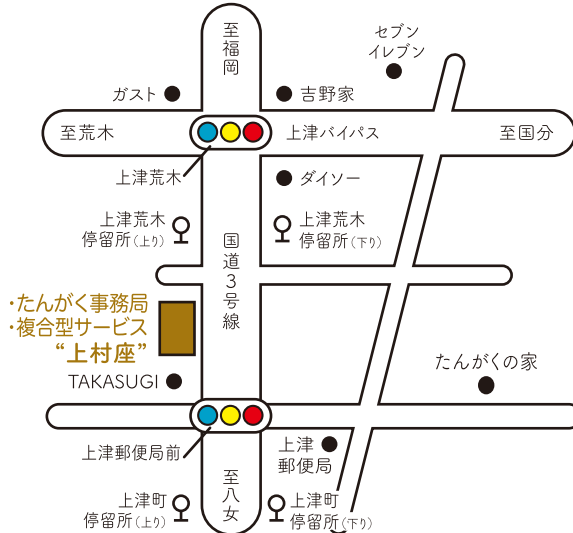 至福岡
セブン
イレブン
ガスト
吉野家
至荒木
上津バイパス
至国分
上津荒木
ダイソー
上津荒木
停留所(上り)
上津荒木
停留所(下り)
国道3号線
・たんがく事務局
・複合型サービス
“上村座”
TAKASUGI
たんがくの家
上津郵便局前
上津
郵便局
至八女
上津町
停留所(上り)
上津町
停留所(下り)